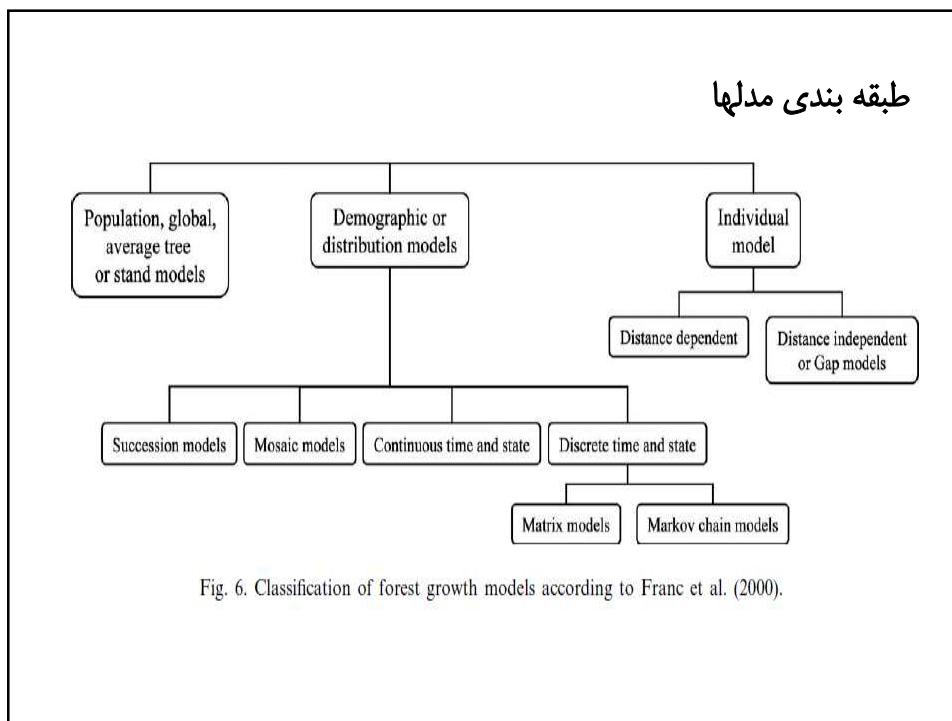 طبقه بندی مدلها
Population, global,
average tree
or stand models
Demographic or
distribution models
Individual
model
Distance dependent
Distance independent
or Gap models
Succession models
Mosaic models
Continuous time and state
Discrete time and state
Matrix models
Markov chain models
Fig. 6. Classification of forest growth models according to Franc et al. (2000).